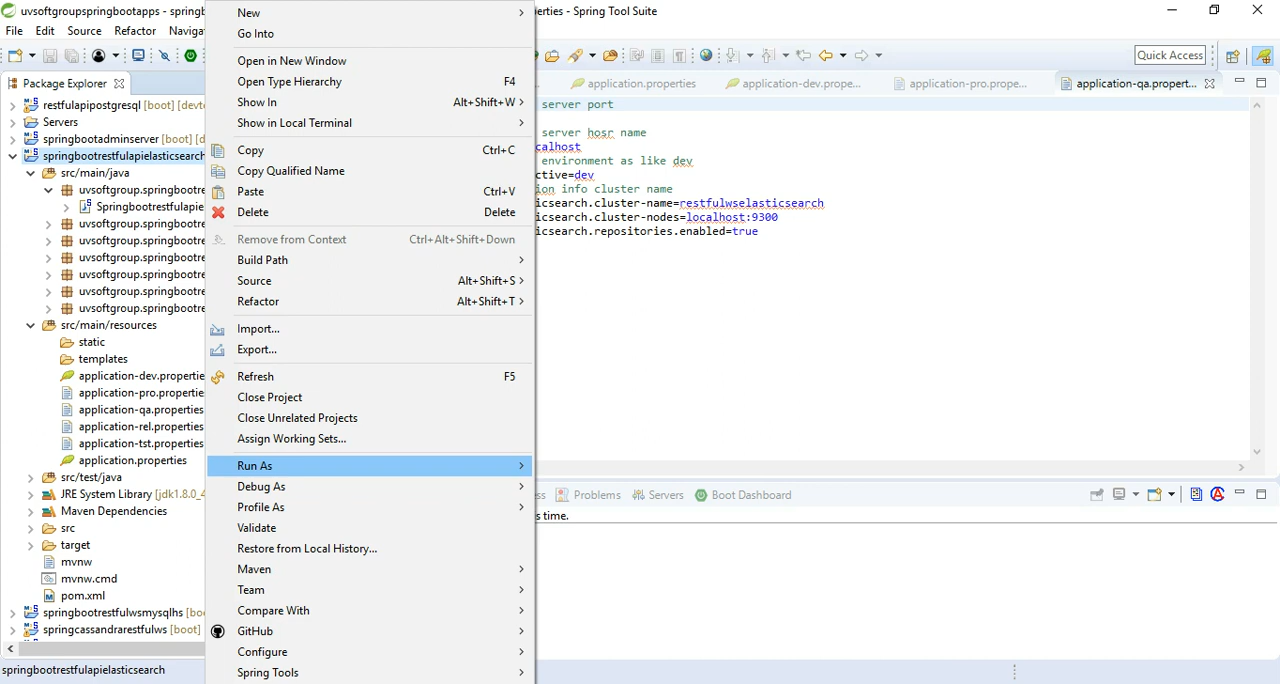 uvsoftgroupspringbootapps - springb
erties - Spring Tool Suite
File Edit Source Refactor Naviga
Quick Access
Package Explorer
restfulapipostgresql [boot] [devto
Servers
springbootadminserver [boot] [d
springbootrestfulapielasticsearch
src/main/java
uvsoftgroup.springbootre
Springbootrestfulapie
uvsoftgroup.springbootre
uvsoftgroup.springbootre
uvsoftgroup.springbootre
uvsoftgroup.springbootre
uvsoftgroup.springbootre
uvsoftgroup.springbootre
src/main/resources
static
templates
application-dev.propertie
application-pro.propertie
application-qa.properties
application-rel.properties
application-tst.properties
application.properties
src/test/java
JRE System Library [jdk1.8.0_4
Maven Dependencies
src
target
mvnw
mvnw.cmd
pom.xml
springbootrestfulwsmysqlhs [boo
springcassandrarestfulws [boot]
springbootrestfulapielasticsearch
New
Go Into
Open in New Window
Open Type Hierarchy F4
Show In Alt+Shift+W
Show in Local Terminal
Copy Ctrl+C
Copy Qualified Name
Paste Ctrl+V
Delete Delete
Remove from Context Ctrl+Alt+Shift+Down
Build Path
Source Alt+Shift+S
Refactor Alt+Shift+T
Import...
Export...
Refresh F5
Close Project
Close Unrelated Projects
Assign Working Sets...
Run As
Debug As
Profile As
Validate
Restore from Local History...
Maven
Team
Compare With
GitHub
Configure
Spring Tools
application.properties application-dev.prope... application-pro.prope... application-qa.propert...
server port
server hosr name
calhost
environment as like dev
ctive=dev
ion info cluster name
icsearch.cluster-name=restfulwselasticsearch
icsearch.cluster-nodes=localhost:9300
icsearch.repositories.enabled=true
ess Problems Servers Boot Dashboard
s time.